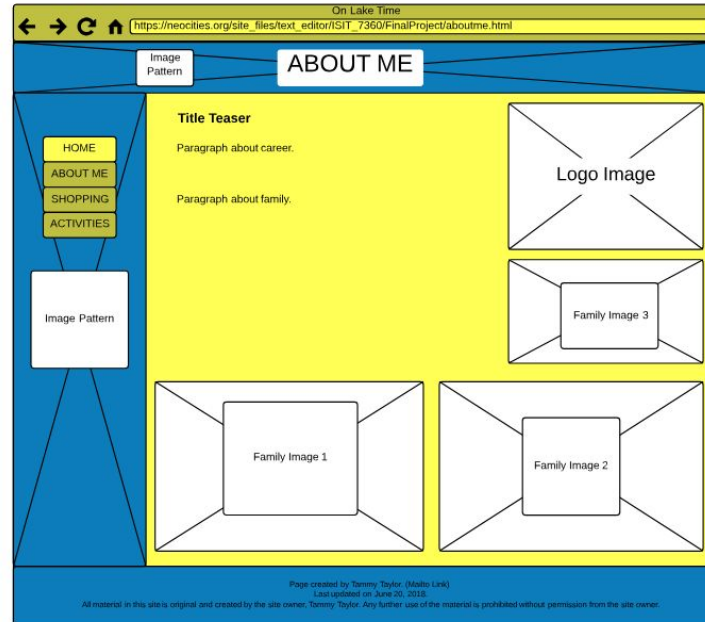 On Lake Time
https://neocities.org/site_files/text_editor/ISIT_7360/FinalProject/aboutme.html
Image
Pattern
ABOUT ME
HOME
ABOUT ME
SHOPPING
ACTIVITIES
Image Pattern
Title Teaser
Paragraph about career.
Paragraph about family.
Logo Image
Family Image 3
Family Image 1
Family Image 2
Page created by Tammy Taylor. (Mailto Link)
Last updated on June 20, 2018.
All material in this site is original and created by the site owner. Tammy Taylor. Any further use of the material is prohibited without permission from the site owner.